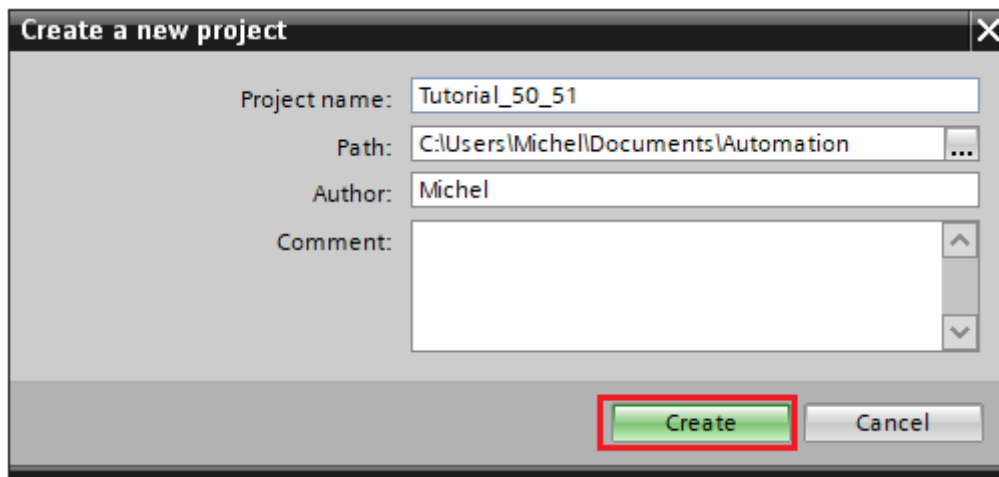 Create a new project
Project name: Tutorial_50_51
Path: C:\Users\Michel\Documents\Automation ...
Author: Michel
Comment:
Create Cancel